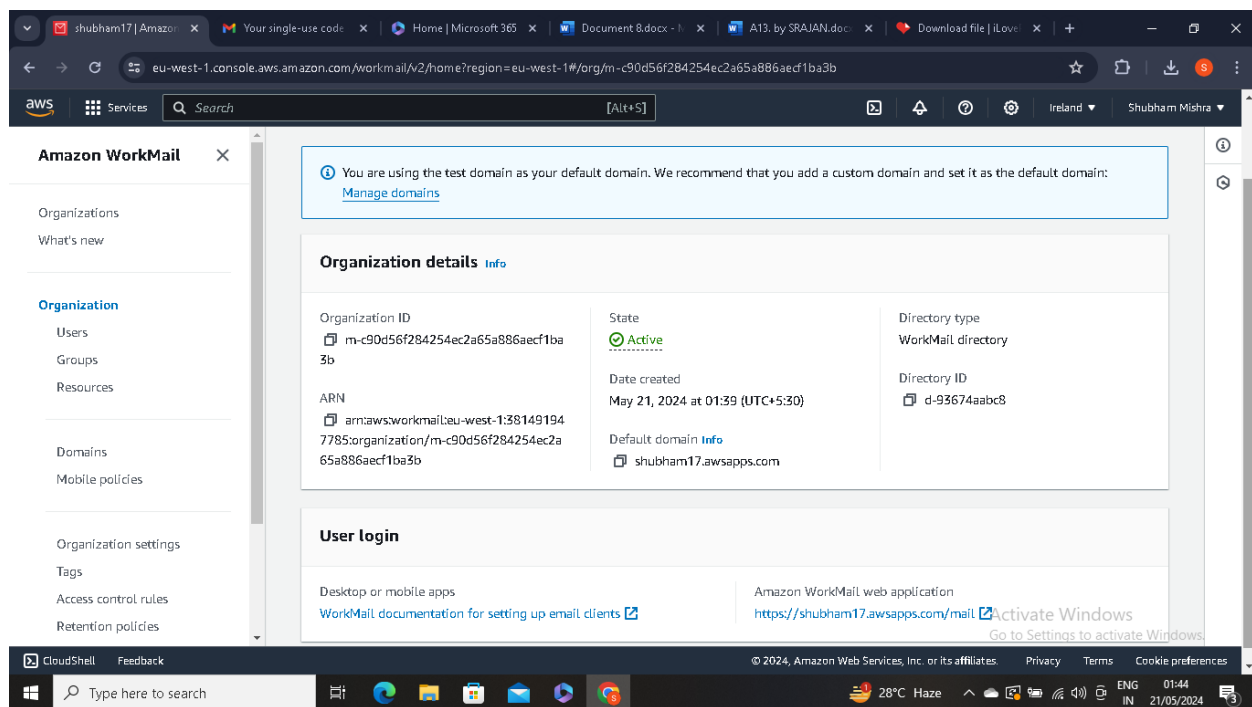 shubham17 | Amazon
Your single-use code
Home | Microsoft 365
Document 8.docx - M
A13. by SRAJAN.docx
Download file | iLove
eu-west-1.console.aws.amazon.com/workmail/v2/home?region=eu-west-1#/org/m-c90d56f284254ec2a65a886aecf1ba3b
S
aws
Services
Search
[Alt+S]
Ireland ▼
Shubham Mishra ▼
Amazon WorkMail
Organizations
What's new
Organization
Users
Groups
Resources
Domains
Mobile policies
Organization settings
Tags
Access control rules
Retention policies
You are using the test domain as your default domain. We recommend that you add a custom domain and set it as the default domain:
Manage domains
Organization details Info
Organization ID
m-c90d56f284254ec2a65a886aecf1ba
3b
ARN
arn:aws:workmail:eu-west-1:38149194
7785:organization/m-c90d56f284254ec2a
65a886aecf1ba3b
State
Active
Date created
May 21, 2024 at 01:39 (UTC+5:30)
Default domain Info
shubham17.awsapps.com
Directory type
WorkMail directory
Directory ID
d-93674aabc8
User login
Desktop or mobile apps
WorkMail documentation for setting up email clients
Amazon WorkMail web application
https://shubham17.awsapps.com/mail
Activate Windows
Go to Settings to activate Windows.
CloudShell
Feedback
© 2024, Amazon Web Services, Inc. or its affiliates.
Privacy
Terms
Cookie preferences
Type here to search
28°C Haze
ENG
IN
01:44
21/05/2024
3